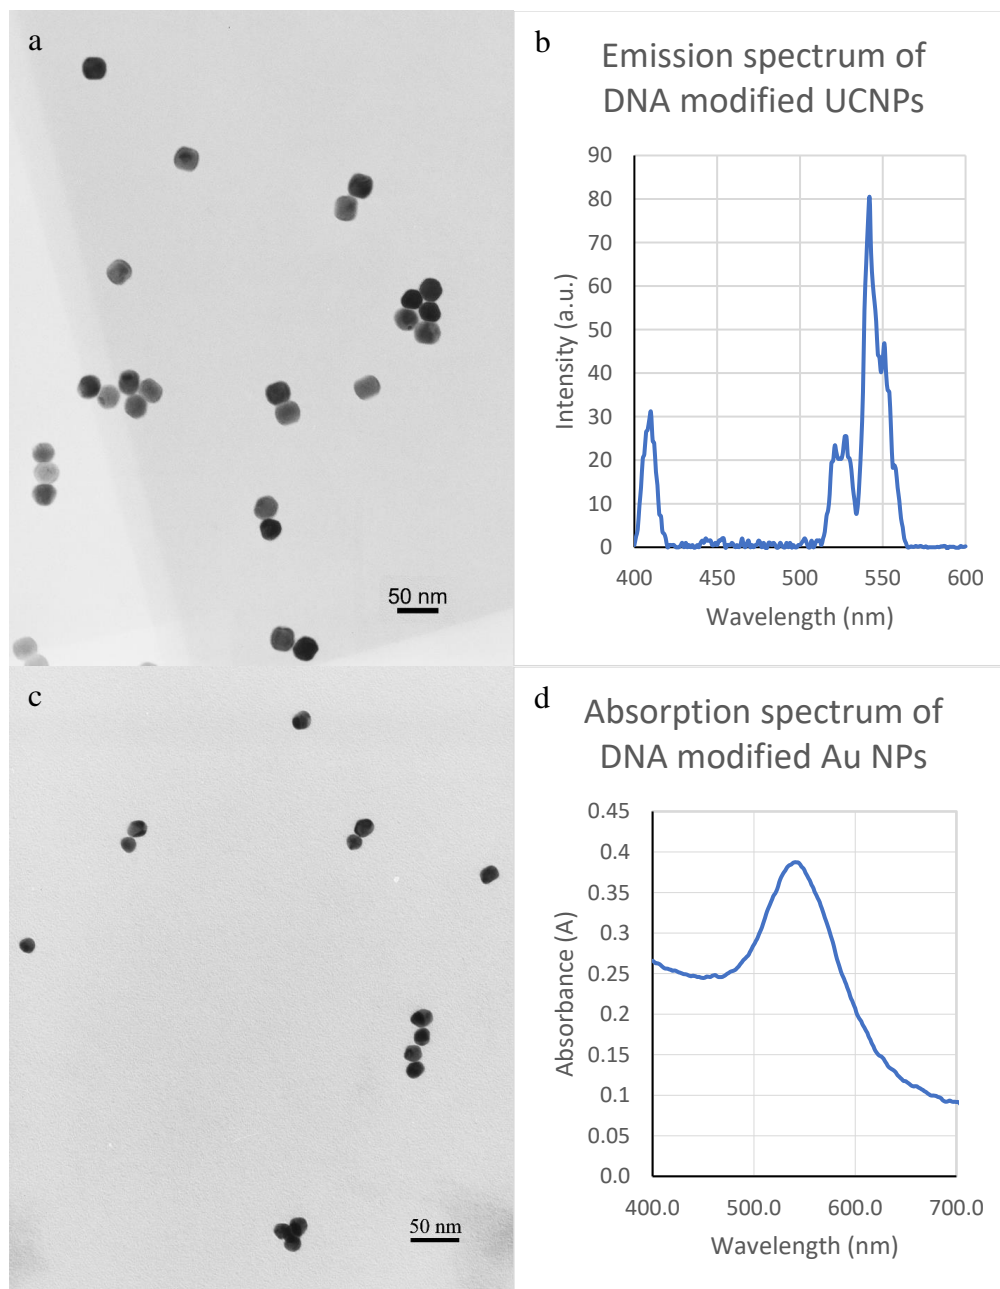 a
50 nm
b
Emission spectrum of
DNA modified UCNPs
90
80
70
60
50
40
30
20
10
0
Intensity (a.u.)
400 450 500 550 600
Wavelength (nm)
c
50 nm
d
Absorption spectrum of
DNA modified Au NPs
0.45
0.4
0.35
0.3
0.25
0.2
0.15
0.1
0.05
0.0
Absorbance (A)
400.0 500.0 600.0 700.0
Wavelength (nm)